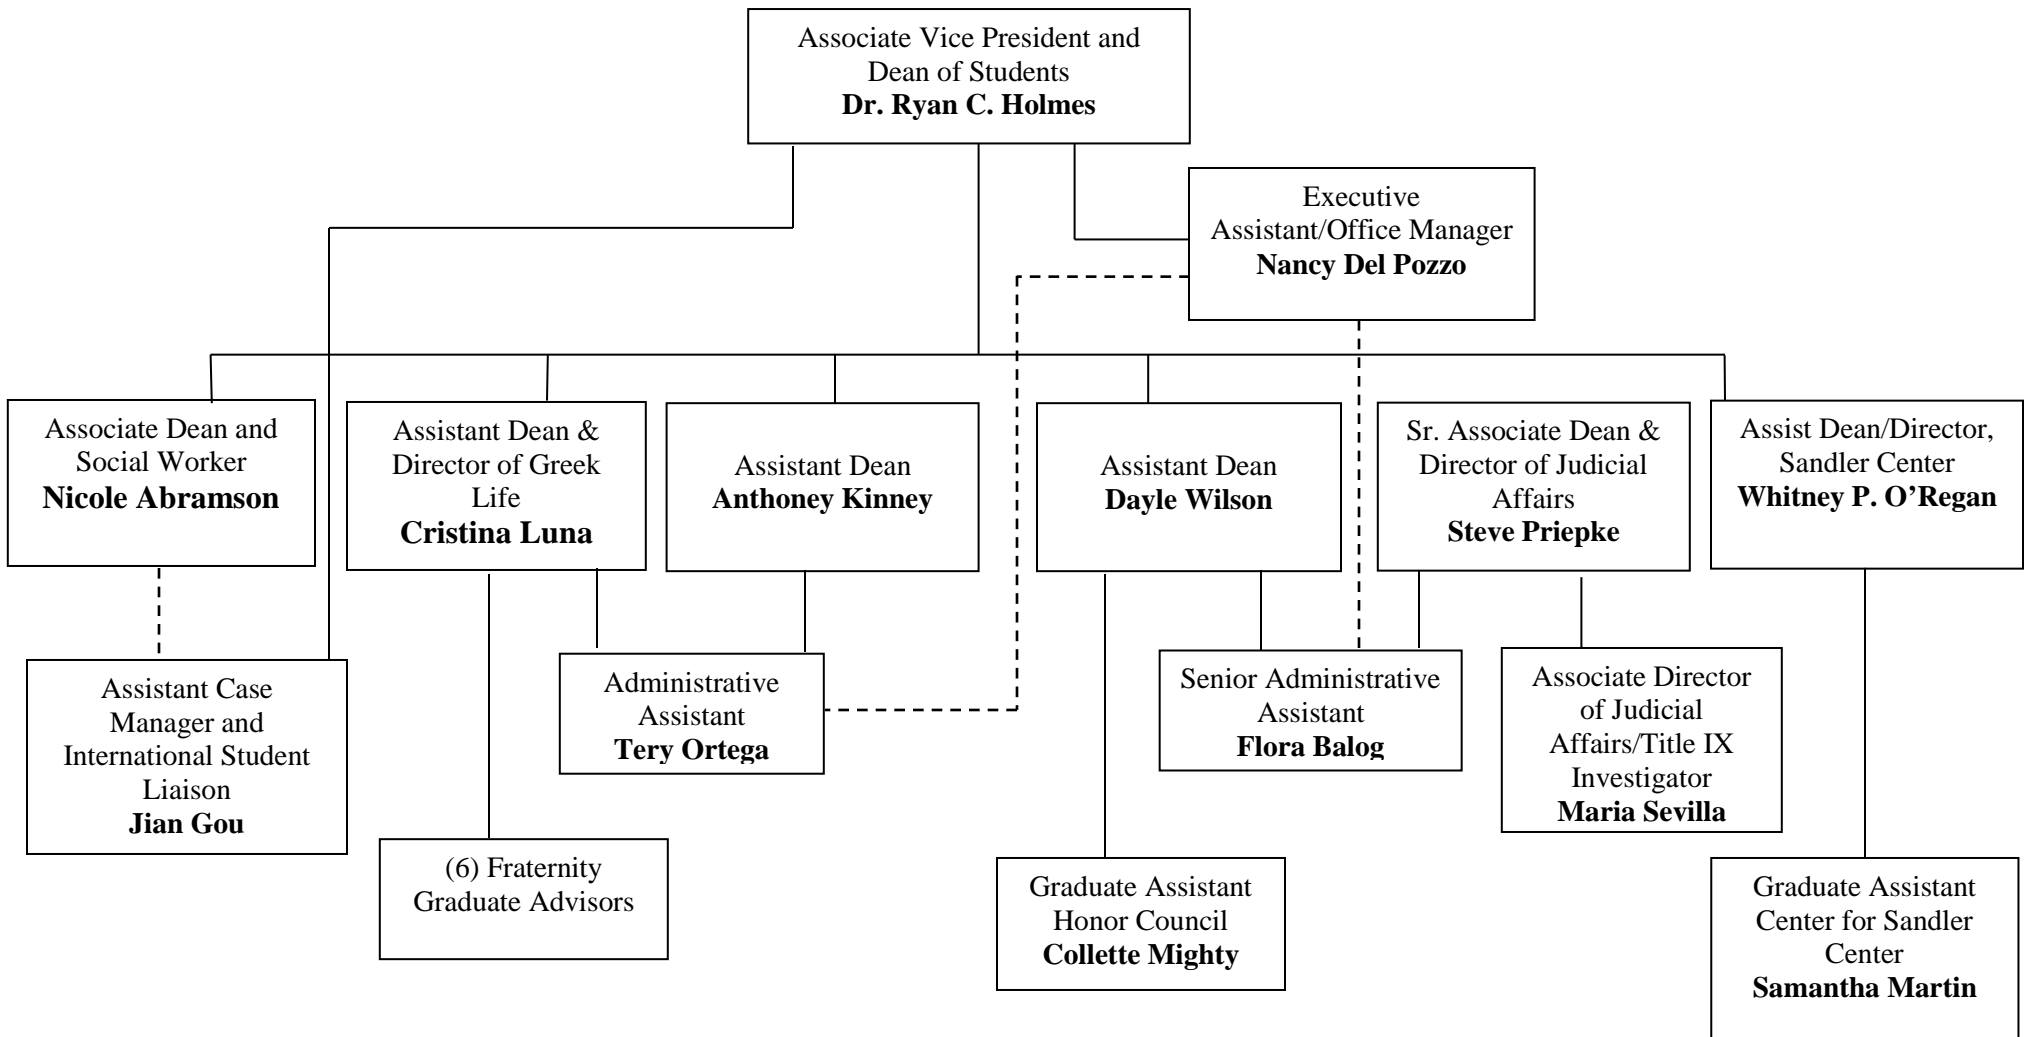 Associate Vice President and
Dean of Students
Dr. Ryan C. Holmes
Executive
Assistant/Office Manager
Nancy Del Pozzo
Associate Dean and
Social Worker
Nicole Abramson
Assistant Dean &
Director of Greek
Life
Cristina Luna
Assistant Dean
Anthoney Kinney
Assistant Dean
Dayle Wilson
Sr. Associate Dean &
Director of Judicial
Affairs
Steve Priepke
Assist Dean/Director,
Sandler Center
Whitney P. O’Regan
Assistant Case
Manager and
International Student
Liaison
Jian Gou
Administrative
Assistant
Tery Ortega
Senior Administrative
Assistant
Flora Balog
Associate Director
of Judicial
Affairs/Title IX
Investigator
Maria Sevilla
(6) Fraternity
Graduate Advisors
Graduate Assistant
Honor Council
Collette Mighty
Graduate Assistant
Center for Sandler
Center
Samantha Martin